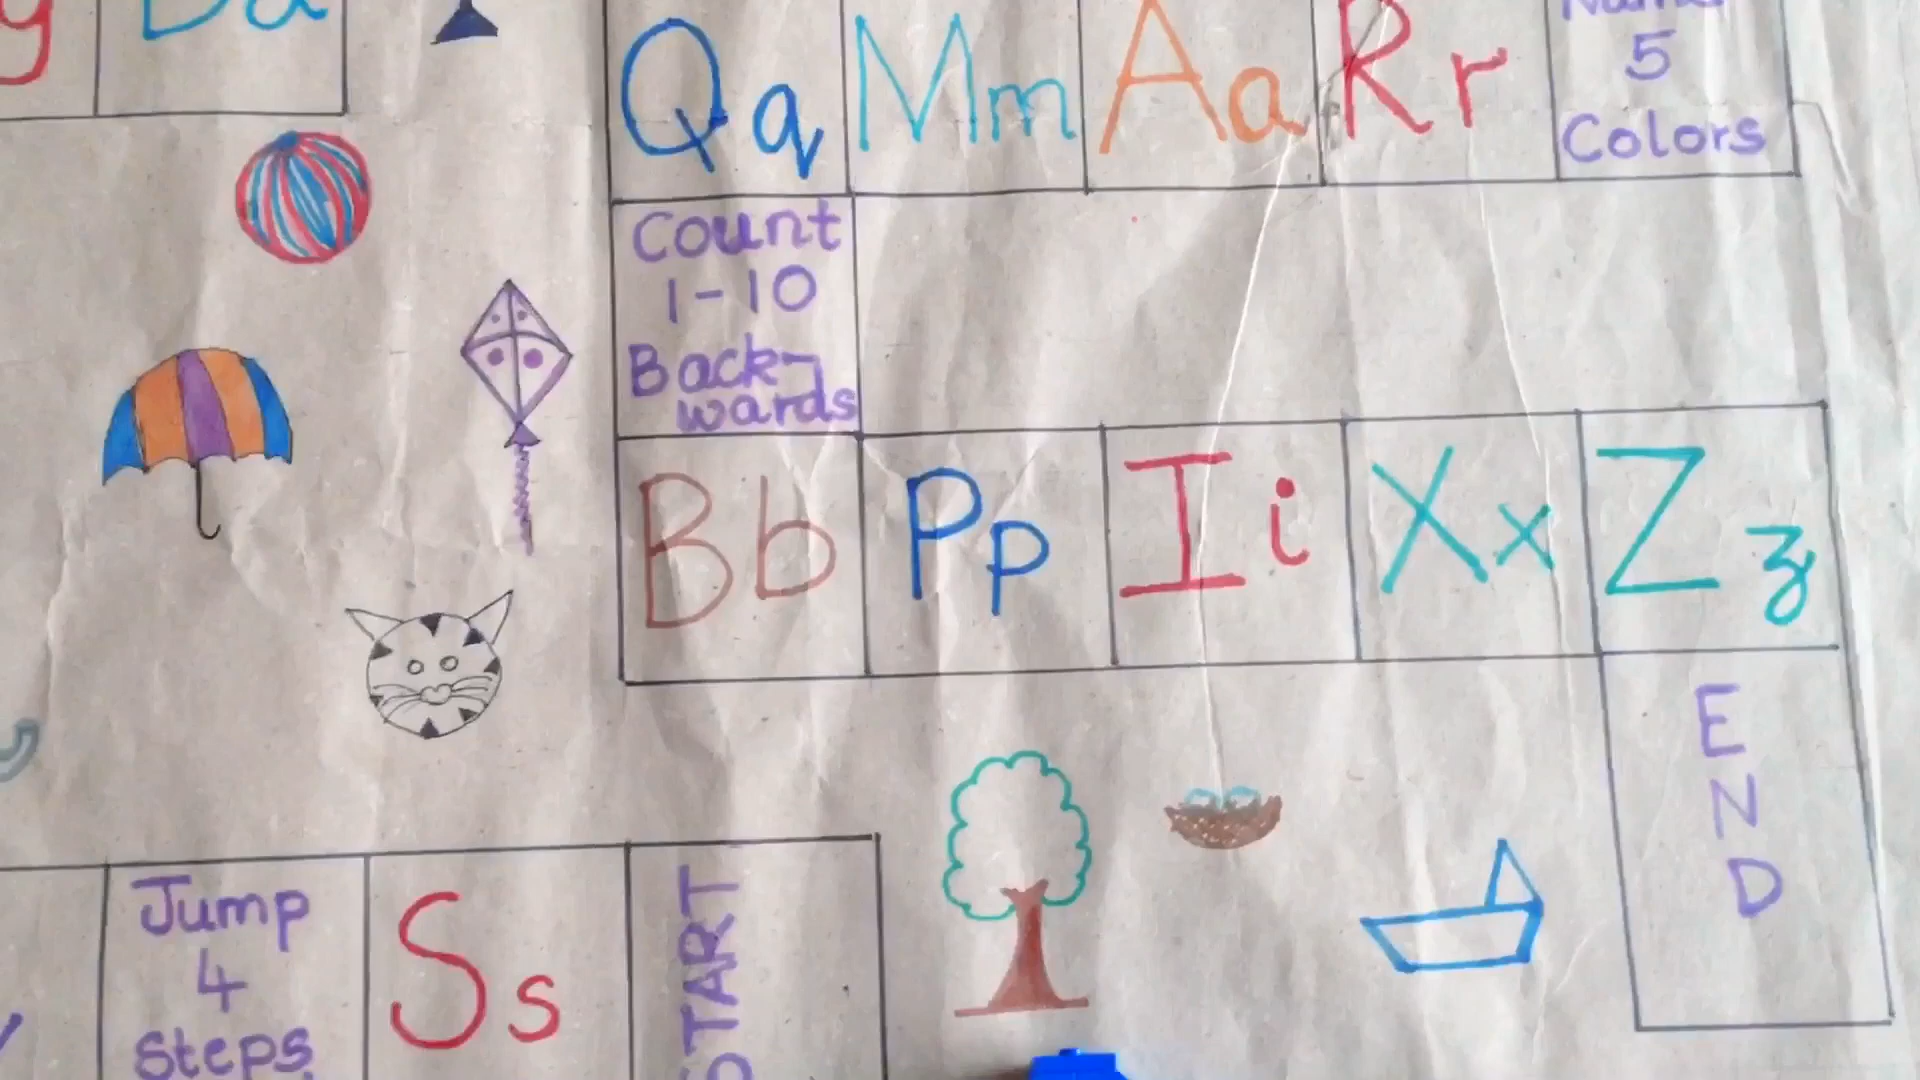 Qq Mm Aa Rr
5
Colors
Count
1-10
Back-
wards
Bb Pp Ii Xx Zz
E
N
D
Jump
4
Steps
Ss
START